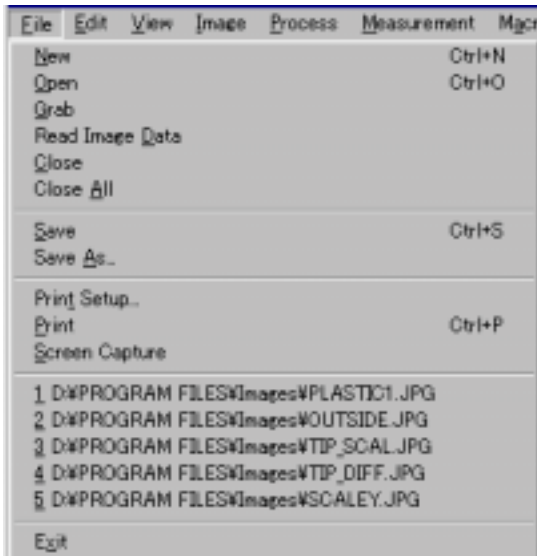 File Edit View Image Process Measurement Macr
New Ctrl+N
Open Ctrl+O
Grab
Read Image Data
Close
Close All
Save Ctrl+S
Save As..
Print Setup..
Print Ctrl+P
Screen Capture
1 D:¥PROGRAM FILES¥Images¥PLASTIC1.JPG
2 D:¥PROGRAM FILES¥Images¥OUTSIDE.JPG
3 D:¥PROGRAM FILES¥Images¥TIP_SCAL.JPG
4 D:¥PROGRAM FILES¥Images¥TIP_DIFF.JPG
5 D:¥PROGRAM FILES¥Images¥SCALEY.JPG
Exit